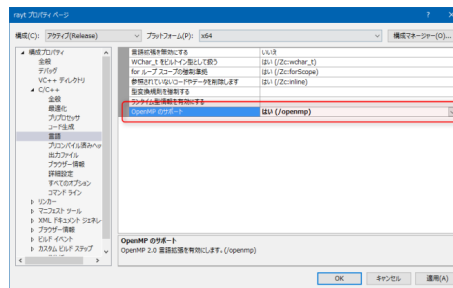 rayt プロパティ ページ
? ×
構成(C): アクティブ(Release) プラットフォーム(P): x64 構成マネージャー(O)...
構成プロパティ
全般
デバッグ
VC++ ディレクトリ
C/C++
全般
最適化
プリプロセッサ
コード生成
言語
プリコンパイル済みヘッ
出力ファイル
ブラウザー情報
詳細設定
すべてのオプション
コマンド ライン
リンカー
マニフェスト ツール
XML ドキュメント ジェネレ
ブラウザー情報
ビルド イベント
カスタム ビルド ステップ
言語拡張を無効にする いいえ
WChar_t をビルトイン型として扱う はい (/Zc:wchar_t)
for ループ スコープの強制準拠 はい (/Zc:forScope)
参照されていないコードやデータを削除します はい (/Zc:inline)
型変換規則を強制する
ランタイム型情報を有効にする
OpenMP のサポート はい (/openmp)
OpenMP のサポート
OpenMP 2.0 言語拡張を有効にします。(/openmp)
OK キャンセル 適用(A)